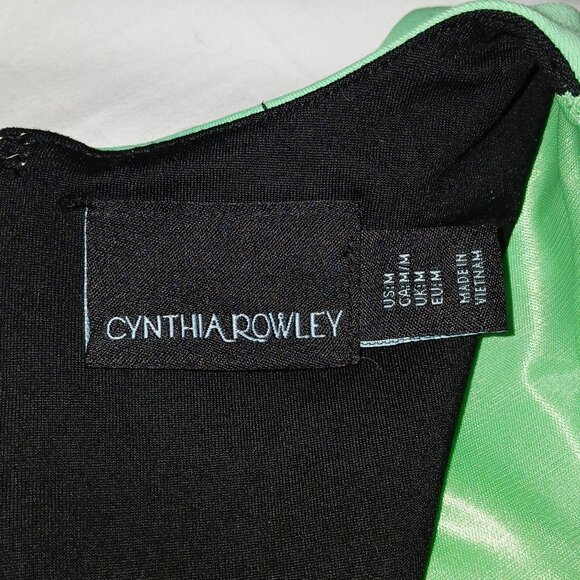 CYNTHIA ROWLEY
US:M
CA:M/M
UK:M
EU:M
MADE IN
VIETNAM